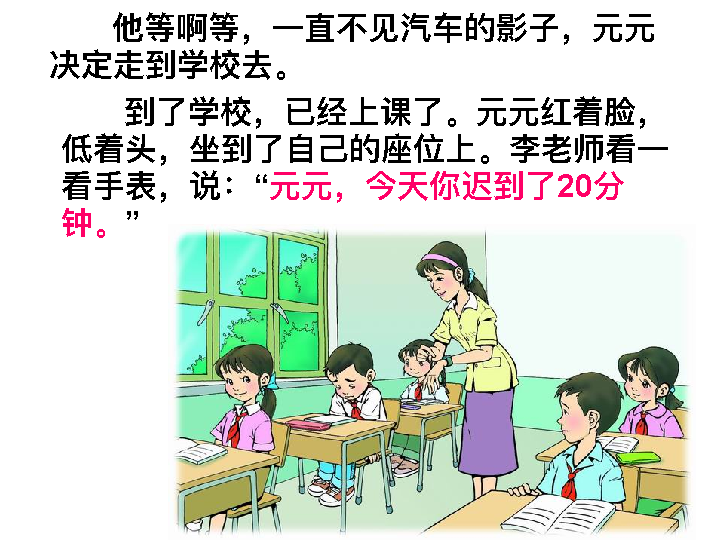 他等啊等，一直不见汽车的影子，元元
决定走到学校去。
到了学校，已经上课了。元元红着脸，
低着头，坐到了自己的座位上。李老师看一
看手表，说：“元元，今天你迟到了20分
钟。”